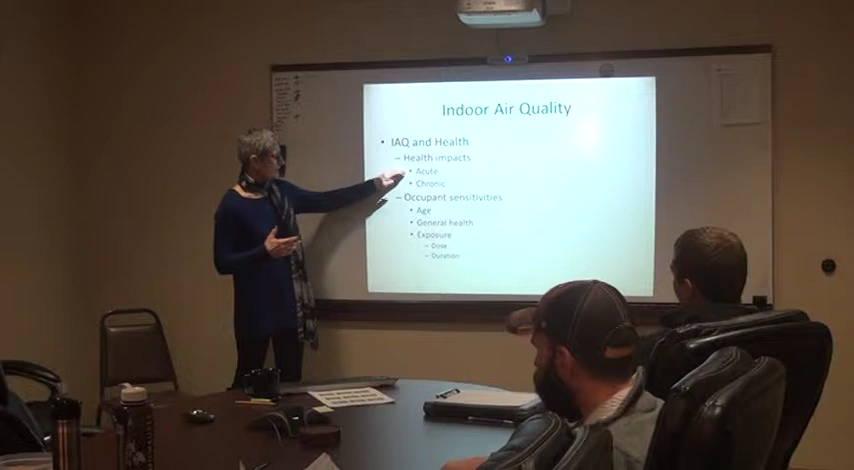 Indoor Air Quality
• IAQ and Health
– Health impacts
• Acute
• Chronic
– Occupant sensitivities
• Age
• General health
• Exposure
– Dose
– Duration